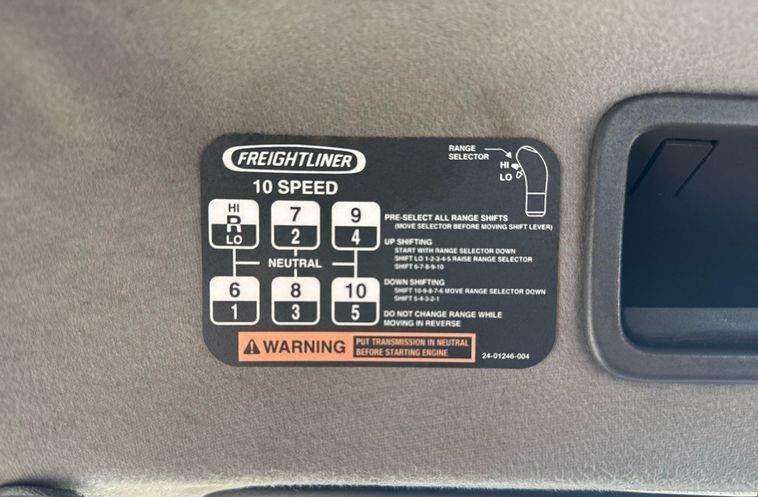 FREIGHTLINER
10 SPEED
RANGE
SELECTOR
HI
LO
HI
R
LO
7
2
9
4
NEUTRAL
6
1
8
3
10
5
PRE-SELECT ALL RANGE SHIFTS
(MOVE SELECTOR BEFORE MOVING SHIFT LEVER)
UP SHIFTING
START WITH RANGE SELECTOR DOWN
SHIFT LO 1-2-3-4-5 RAISE RANGE SELECTOR
SHIFT 6-7-8-9-10
DOWN SHIFTING
SHIFT 10-9-8-7-6 MOVE RANGE SELECTOR DOWN
SHIFT 5-4-3-2-1
DO NOT CHANGE RANGE WHILE
MOVING IN REVERSE
WARNING
PUT TRANSMISSION IN NEUTRAL
BEFORE STARTING ENGINE
24-01246-004